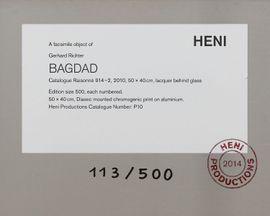 A facsimile object of
HENI
Gerhard Richter
BAGDAD
Catalogue Raisonné 914-2, 2010, 50 × 40 cm, lacquer behind glass
Edition size 500, each numbered.
50 × 40 cm, Diasec mounted chromogenic print on aluminium.
Heni Productions Catalogue Number: P10
113/500
HENI
2014
PRODUCTIONS